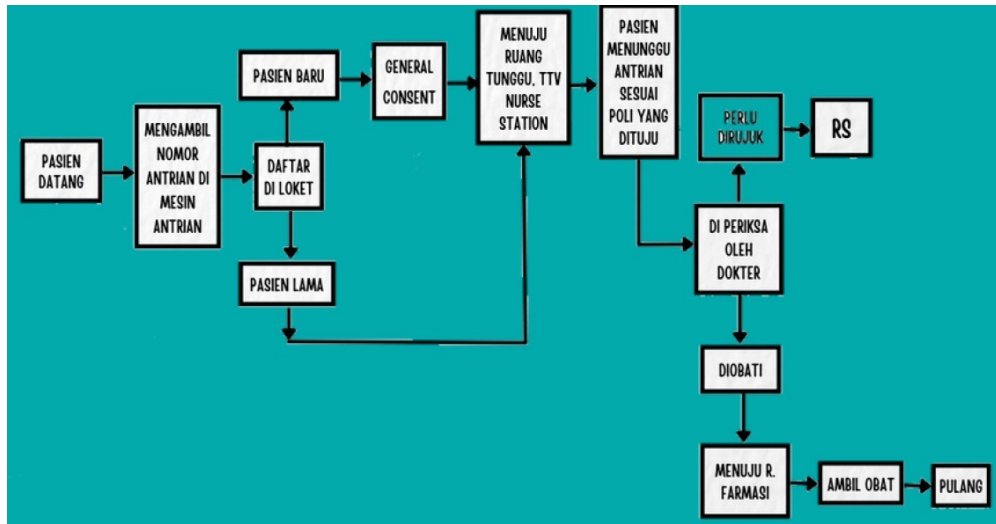 PASIEN
DATANG
MENGAMBIL
NOMOR
ANTRIAN DI
MESIN
ANTRIAN
DAFTAR
DI LOKET
PASIEN BARU
GENERAL
CONSENT
PASIEN LAMA
MENUJU
RUANG
TUNGGU, TTV
NURSE
STATION
PASIEN
MENUNGGU
ANTRIAN
SESUAI
POLI YANG
DITUJU
DI PERIKSA
OLEH
DOKTER
PERLU
DIRUJUK
RS
DIOBATI
MENUJU R.
FARMASI
AMBIL OBAT
PULANG